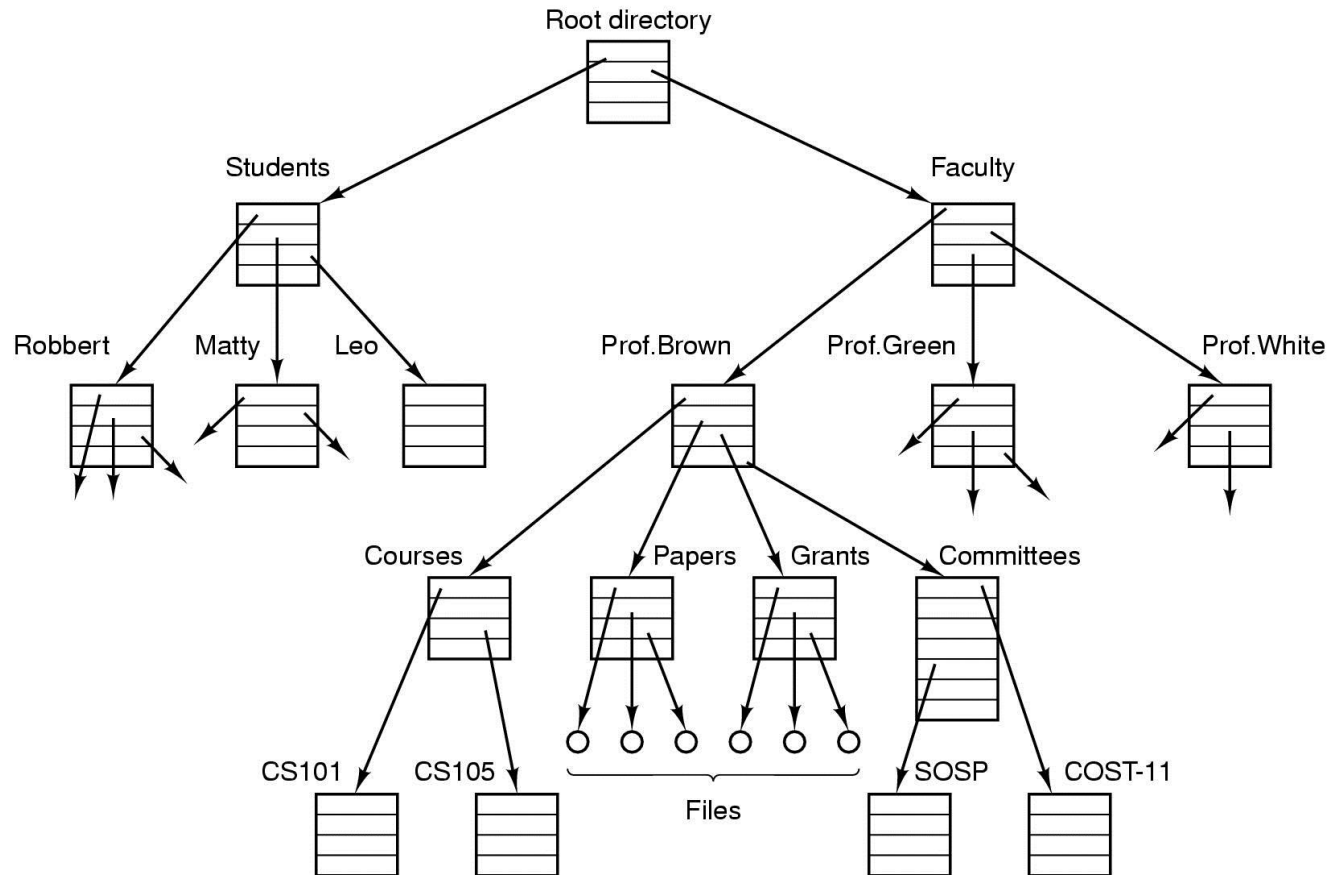 Root directory
Students
Faculty
Robbert
Matty
Leo
Prof.Brown
Prof.Green
Prof.White
Courses
Papers
Grants
Committees
CS101
CS105
Files
SOSP
COST-11